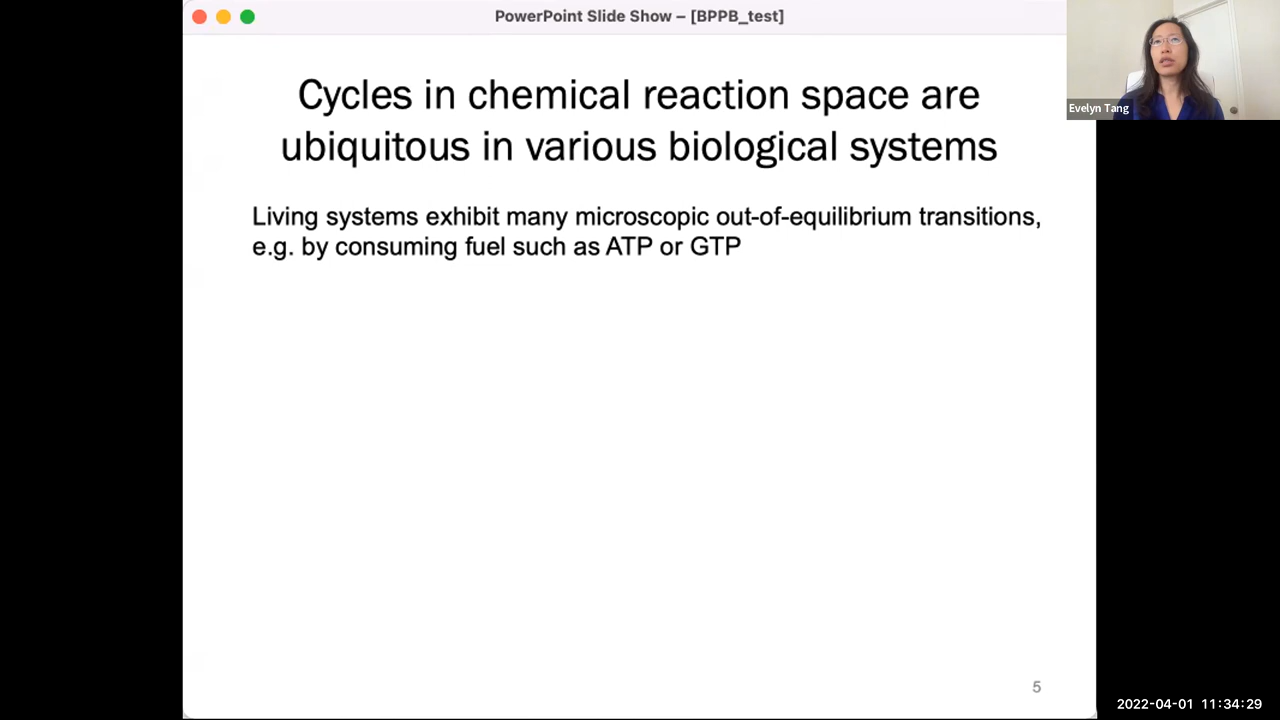 PowerPoint Slide Show – [BPPB_test]
Cycles in chemical reaction space are
ubiquitous in various biological systems
Living systems exhibit many microscopic out-of-equilibrium transitions,
e.g. by consuming fuel such as ATP or GTP
5
Evelyn Tang
2022-04-01 11:34:29